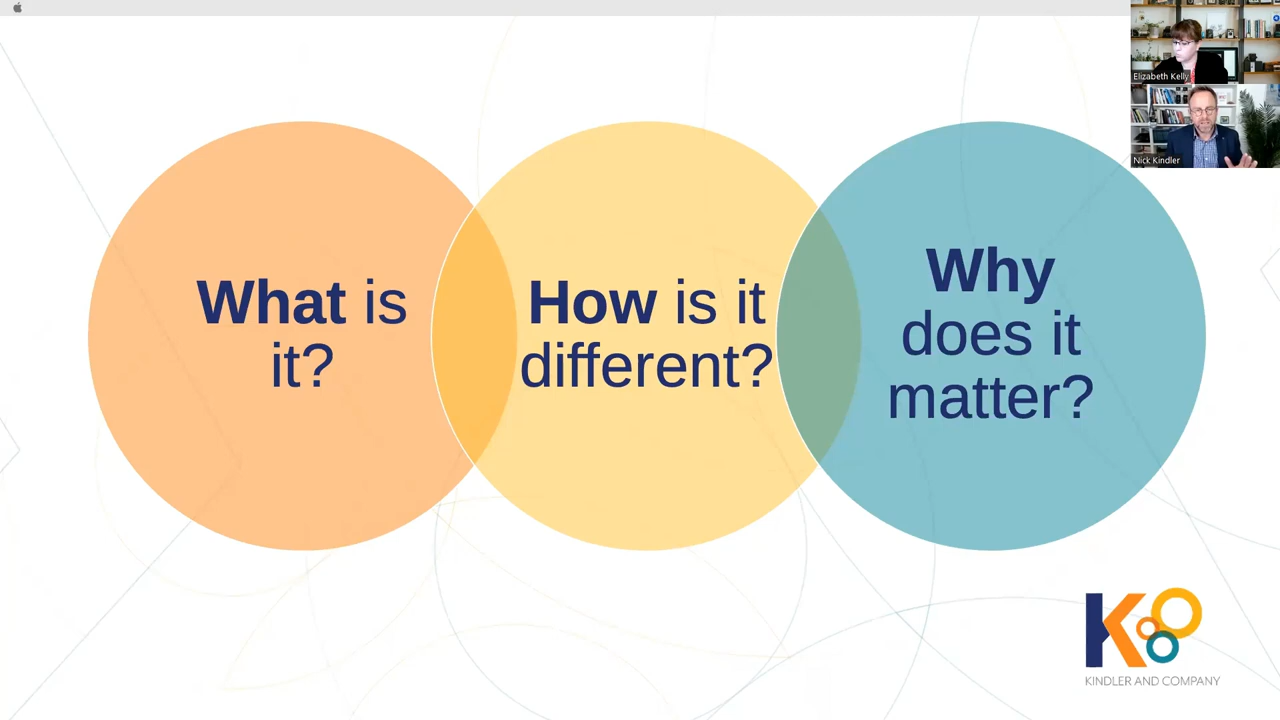 What is
it?
How is it
different?
Why
does it
matter?
Elizabeth Kelly
Nick Kindler
K
KINDLER AND COMPANY